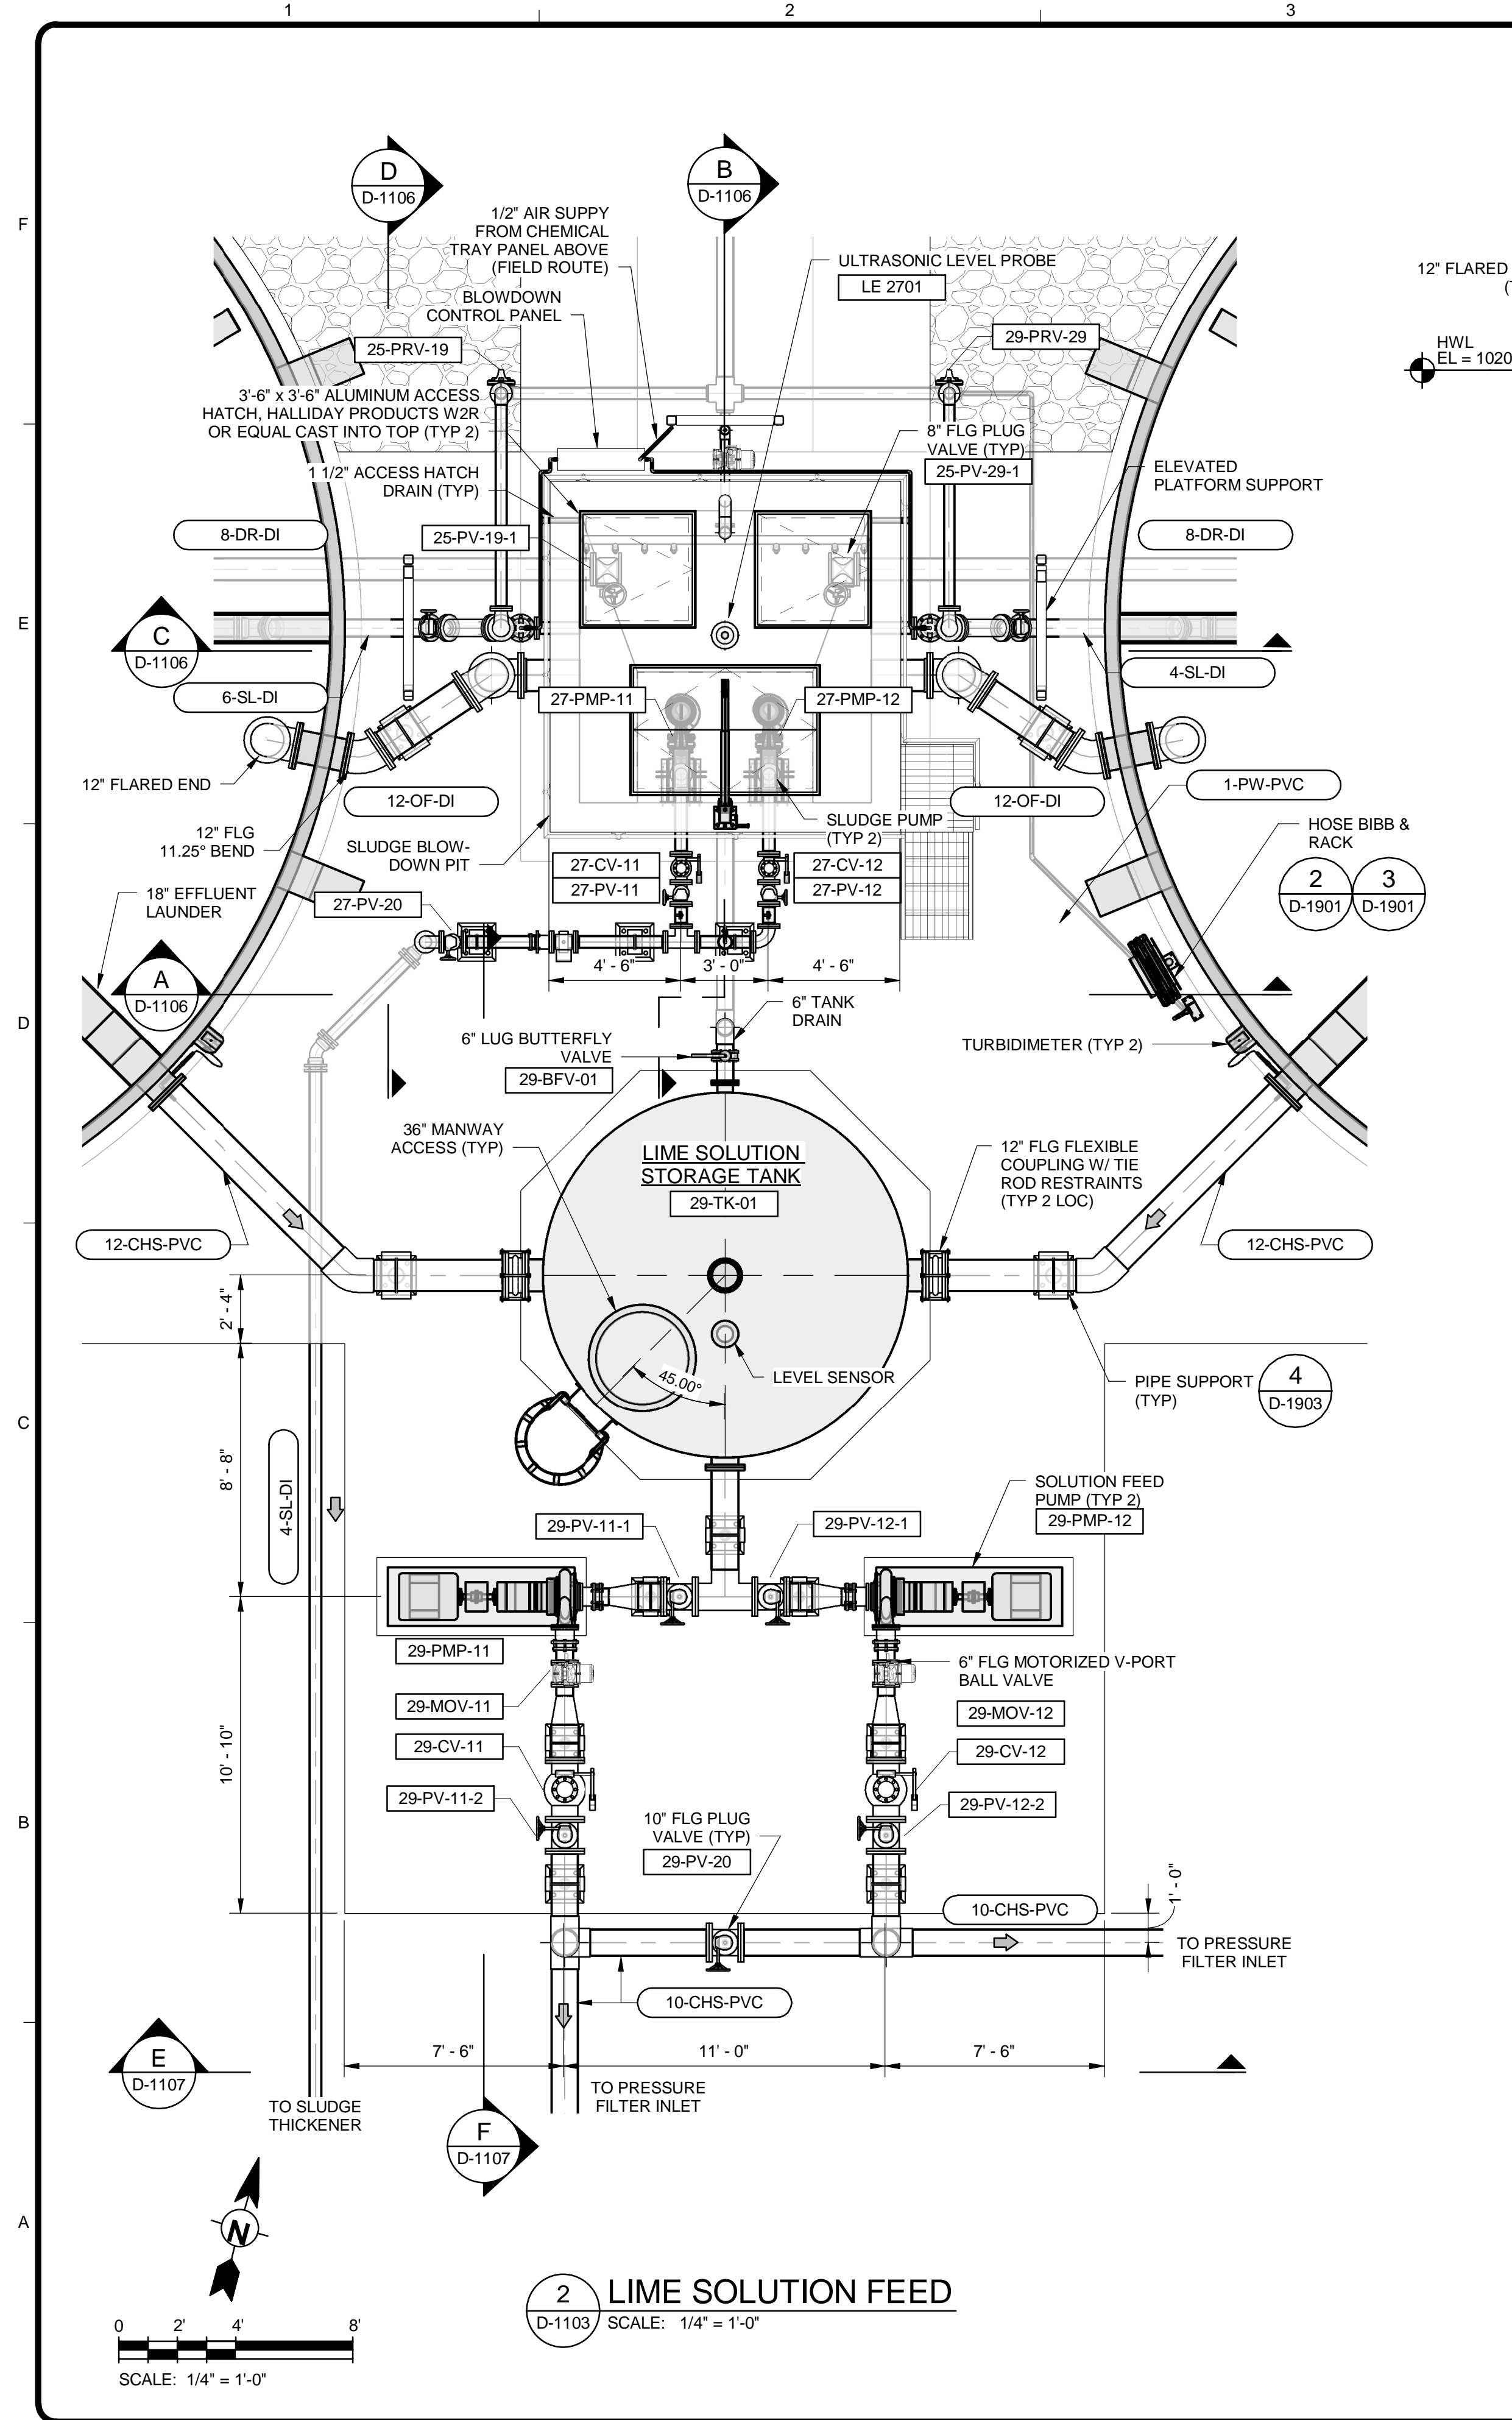 1
2
3
F
E
D
C
B
A
D
D-1106
B
D-1106
1/2" AIR SUPPY
FROM CHEMICAL
TRAY PANEL ABOVE
(FIELD ROUTE)
BLOWDOWN
CONTROL PANEL
ULTRASONIC LEVEL PROBE
LE 2701
12" FLARED
HWL
EL = 1020
25-PRV-19
29-PRV-29
3'-6" x 3'-6" ALUMINUM ACCESS
HATCH, HALLIDAY PRODUCTS W2R
OR EQUAL CAST INTO TOP (TYP 2)
8" FLG PLUG
VALVE (TYP)
25-PV-29-1
1 1/2" ACCESS HATCH
DRAIN (TYP)
ELEVATED
PLATFORM SUPPORT
8-DR-DI
25-PV-19-1
8-DR-DI
C
D-1106
6-SL-DI
4-SL-DI
27-PMP-11
27-PMP-12
12" FLARED END
12-OF-DI
12-OF-DI
1-PW-PVC
12" FLG
11.25° BEND
SLUDGE BLOW-
DOWN PIT
SLUDGE PUMP
(TYP 2)
HOSE BIBB &
RACK
2
D-1901
3
D-1901
27-CV-11
27-PV-11
27-CV-12
27-PV-12
18" EFFLUENT
LAUNDER
27-PV-20
4' - 6"
3' - 0"
4' - 6"
A
D-1106
6" TANK
DRAIN
6" LUG BUTTERFLY
VALVE
29-BFV-01
TURBIDIMETER (TYP 2)
36" MANWAY
ACCESS (TYP)
LIME SOLUTION
STORAGE TANK
29-TK-01
12" FLG FLEXIBLE
COUPLING W/ TIE
ROD RESTRAINTS
(TYP 2 LOC)
12-CHS-PVC
12-CHS-PVC
2' - 4"
LEVEL SENSOR
45.00°
PIPE SUPPORT
(TYP)
4
D-1903
8' - 8"
4-SL-DI
SOLUTION FEED
PUMP (TYP 2)
29-PMP-12
29-PV-11-1
29-PV-12-1
29-PMP-11
6" FLG MOTORIZED V-PORT
BALL VALVE
29-MOV-11
29-MOV-12
29-CV-11
29-CV-12
10' - 10"
29-PV-11-2
29-PV-12-2
10" FLG PLUG
VALVE (TYP)
29-PV-20
1' - 0"
10-CHS-PVC
TO PRESSURE
FILTER INLET
10-CHS-PVC
7' - 6"
11' - 0"
7' - 6"
E
D-1107
TO SLUDGE
THICKENER
TO PRESSURE
FILTER INLET
F
D-1107
N
0 2' 4' 8'
SCALE: 1/4" = 1'-0"
2
D-1103
LIME SOLUTION FEED
SCALE: 1/4" = 1'-0"